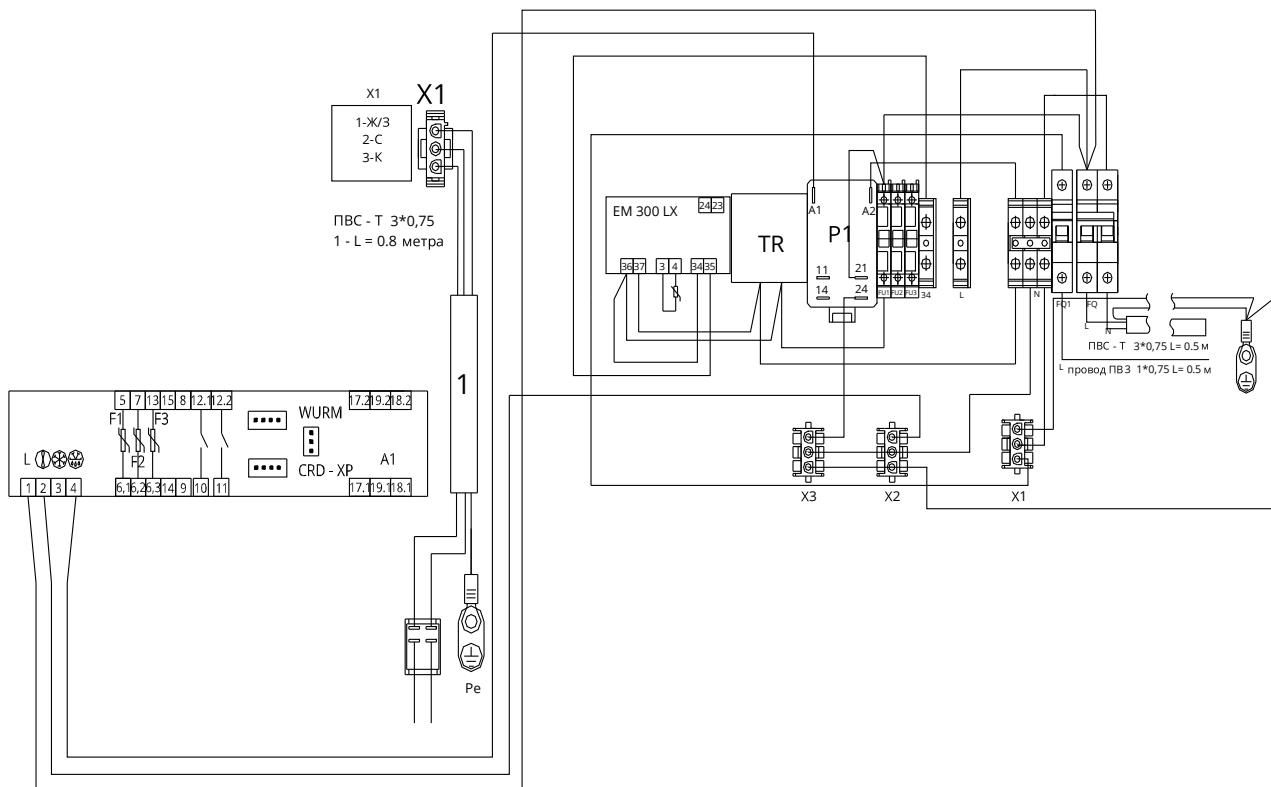 X1
1-Ж/З
2-С
3-К
X1
ПВС - Т 3*0,75
1 - L = 0.8 метра
EM 300 LX
24 23
36 37 3 4 34 35
TR
A1
A2
P1
11
21
14
24
FU1 FU2 FU3
34
L
N
FQ1
FQ
L
N
ПВС - Т 3*0,75 L= 0.5 м
L провод ПВ 3 1*0,75 L= 0.5 м
1
5 7 13 15 8 12.1 12.2
17.2 19.2 18.2
F1
F3
F2
WURM
CRD - XP
A1
L
1 2 3 4
6,1 6,2 6,3 14 9 10 11
17.1 19.1 18.1
X3
X2
X1
Pe